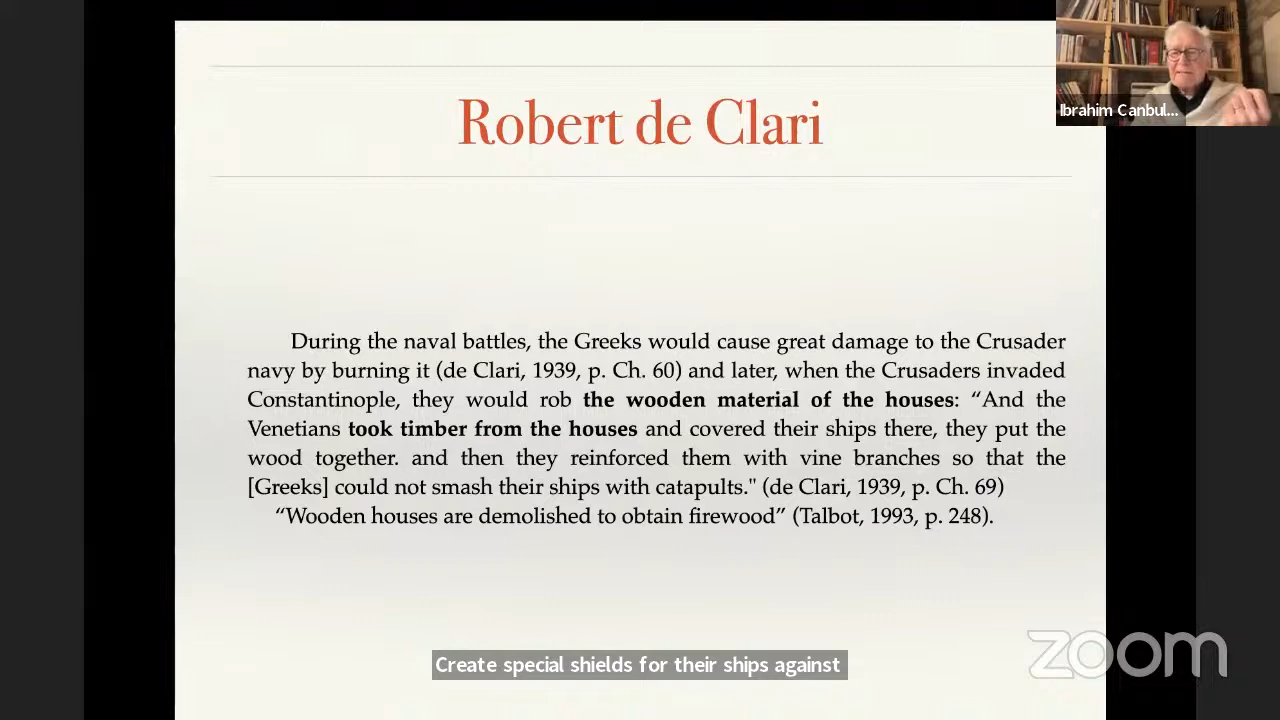 Robert de Clari
Ibrahim Canbul...
During the naval battles, the Greeks would cause great damage to the Crusader
navy by burning it (de Clari, 1939, p. Ch. 60) and later, when the Crusaders invaded
Constantinople, they would rob the wooden material of the houses: “And the
Venetians took timber from the houses and covered their ships there, they put the
wood together. and then they reinforced them with vine branches so that the
[Greeks] could not smash their ships with catapults." (de Clari, 1939, p. Ch. 69)
“Wooden houses are demolished to obtain firewood” (Talbot, 1993, p. 248).
Create special shields for their ships against
zoom